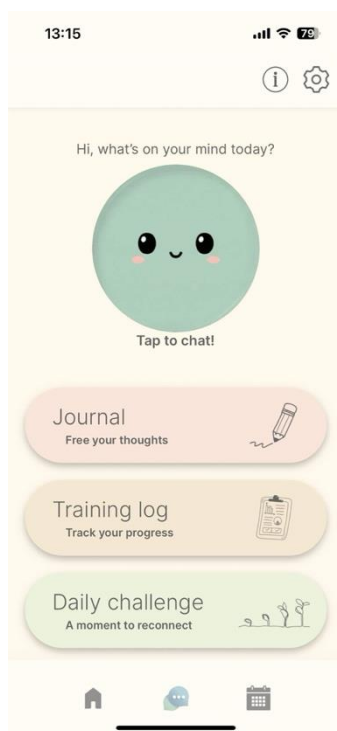 13:15
79
i
Hi, what's on your mind today?
Tap to chat!
Journal
Free your thoughts
Training log
Track your progress
Daily challenge
A moment to reconnect